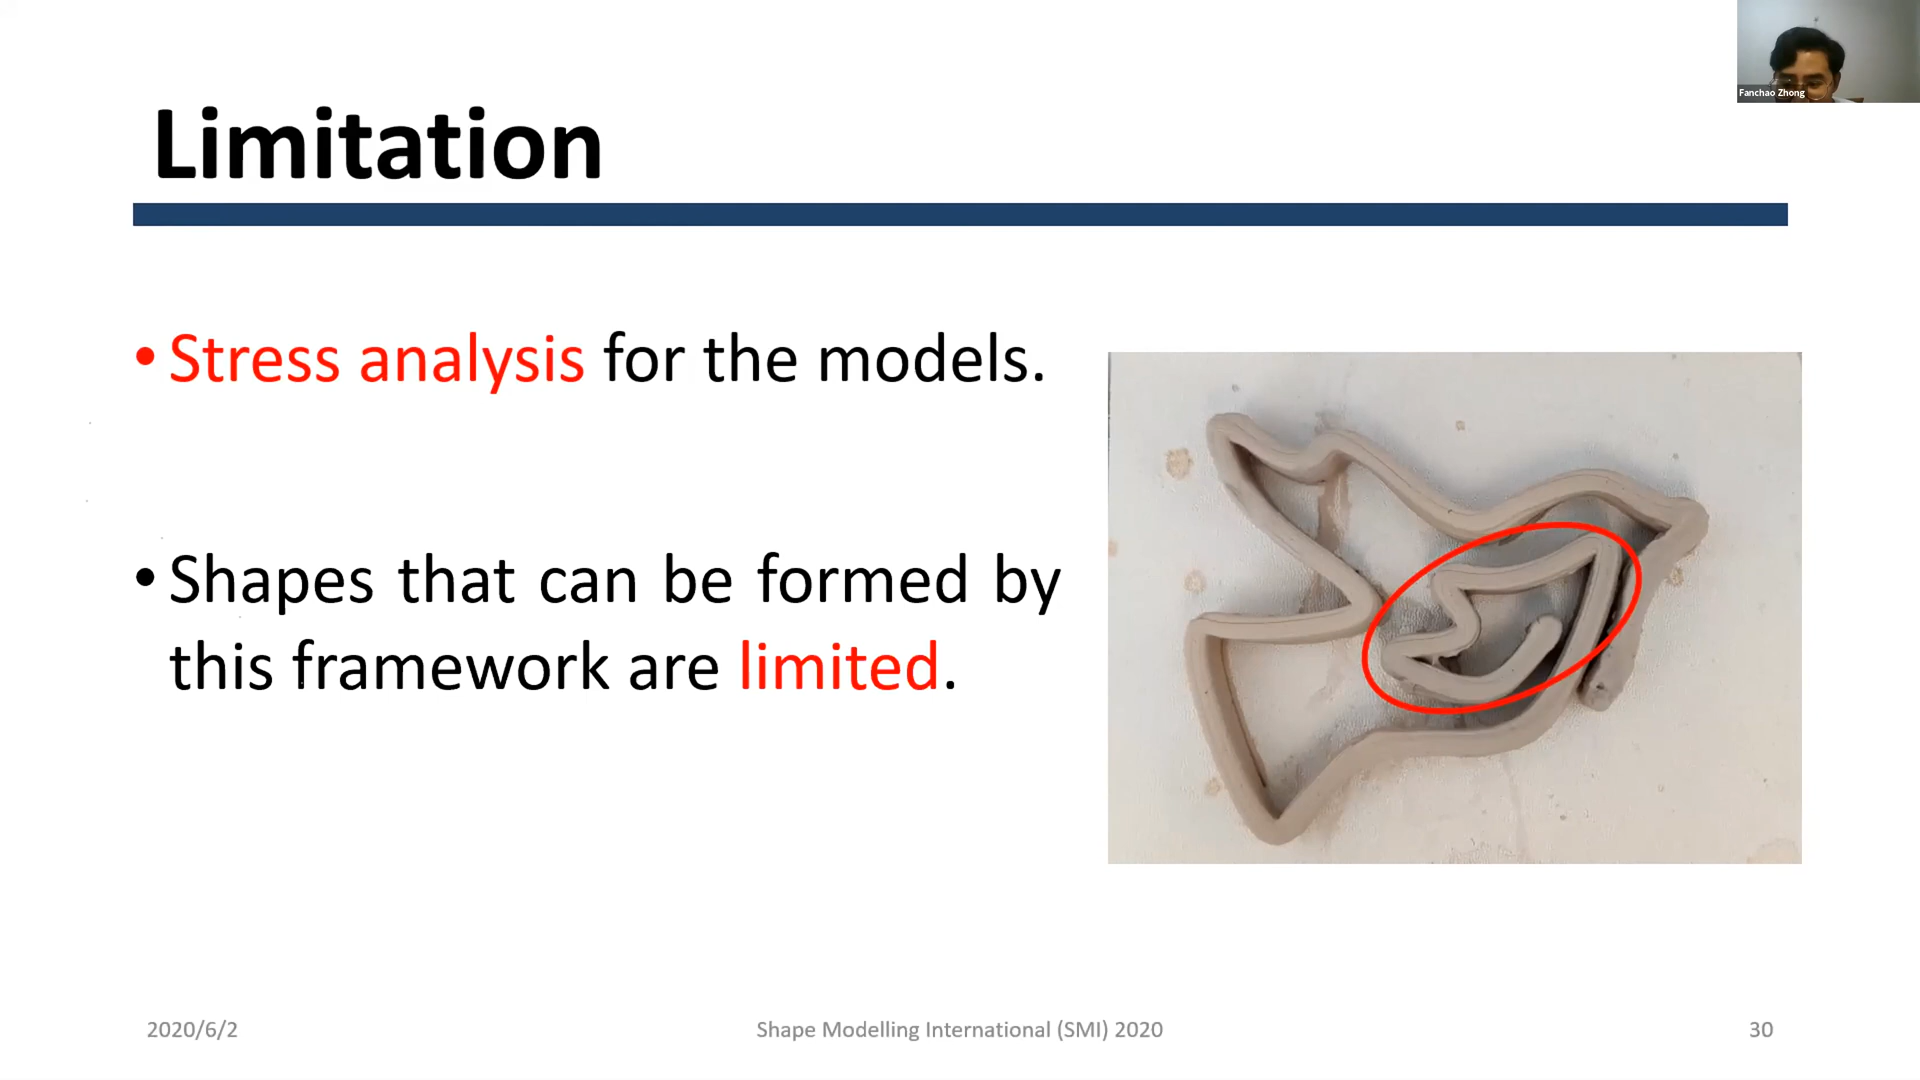 Fanchao Zhong
Limitation
• Stress analysis for the models.
• Shapes that can be formed by
this framework are limited.
2020/6/2
Shape Modelling International (SMI) 2020
30